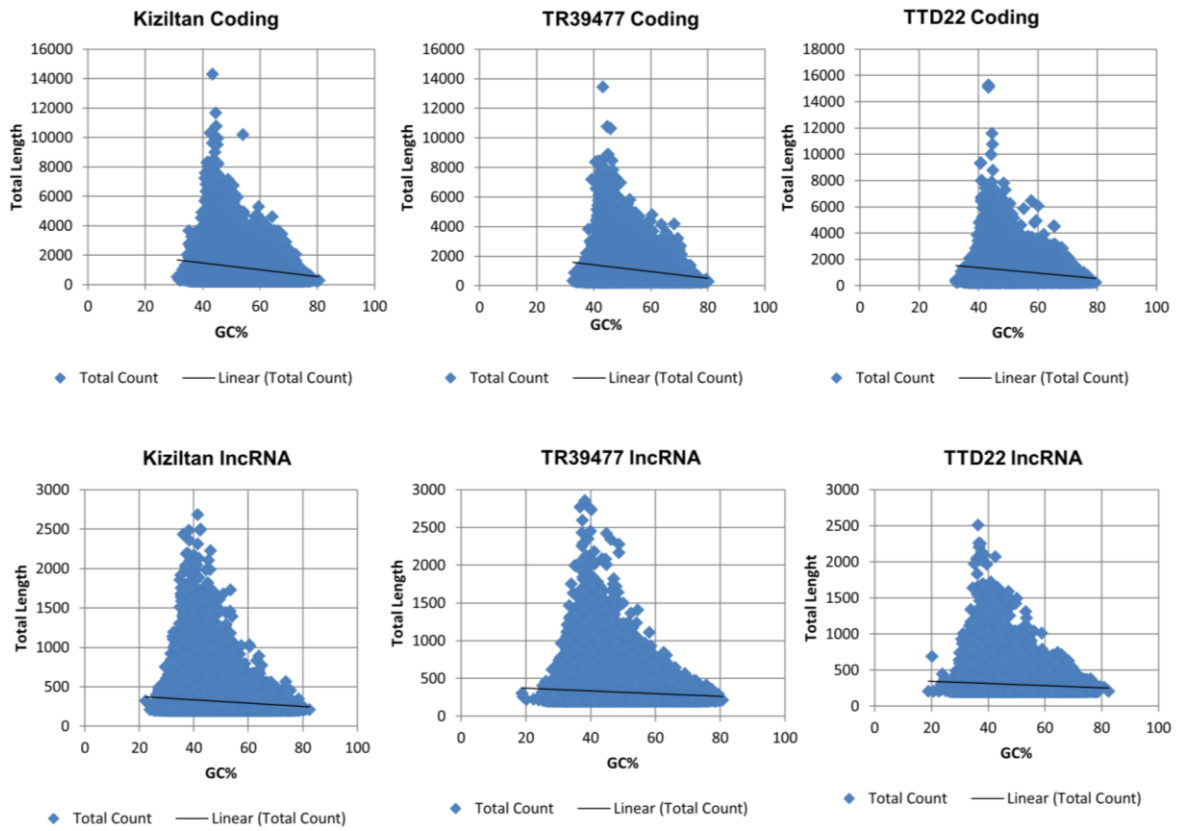 Kiziltan Coding
TR39477 Coding
TTD22 Coding
Total Length
16000
14000
12000
10000
8000
6000
4000
2000
0
0 20 40 60 80 100
GC%
Total Count Linear (Total Count)
Total Length
16000
14000
12000
10000
8000
6000
4000
2000
0
0 20 40 60 80 100
GC%
Total Count Linear (Total Count)
Total Length
18000
16000
14000
12000
10000
8000
6000
4000
2000
0
0 20 40 60 80 100
GC%
Total Count Linear (Total Count)
Kiziltan lncRNA
TR39477 lncRNA
TTD22 lncRNA
Total Length
3000
2500
2000
1500
1000
500
0
0 20 40 60 80 100
GC%
Total Count Linear (Total Count)
Total Length
3000
2500
2000
1500
1000
500
0
0 20 40 60 80 100
GC%
Total Count Linear (Total Count)
Total Lenght
3000
2500
2000
1500
1000
500
0
0 20 40 60 80 100
GC%
Total Count Linear (Total Count)